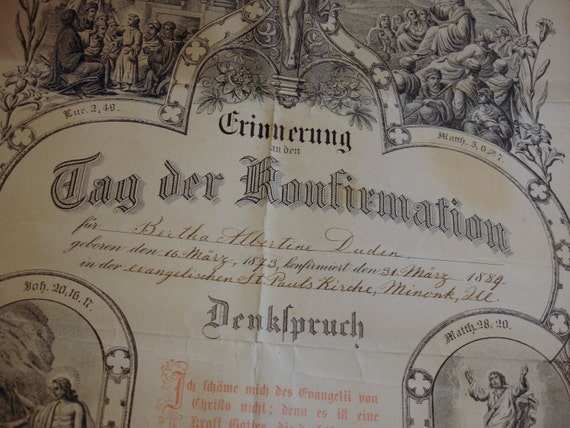 Luc. 2, 49.
Matth. 5, 6 u. 7.
Erinnerung
an den
Tag der Konfirmation
für Bertha Albertene Duden,
geboren den 16 März, 1873, konfirmiert den 31. März 1889
in der evangelischen St Pauls Kirche, Minonk, Ill
Joh. 20, 16, 17.
Matth. 28, 20.
Denkspruch
Ich schäme mich des Evangelii von
Christo nicht; denn es ist eine
Kraft Gottes, die